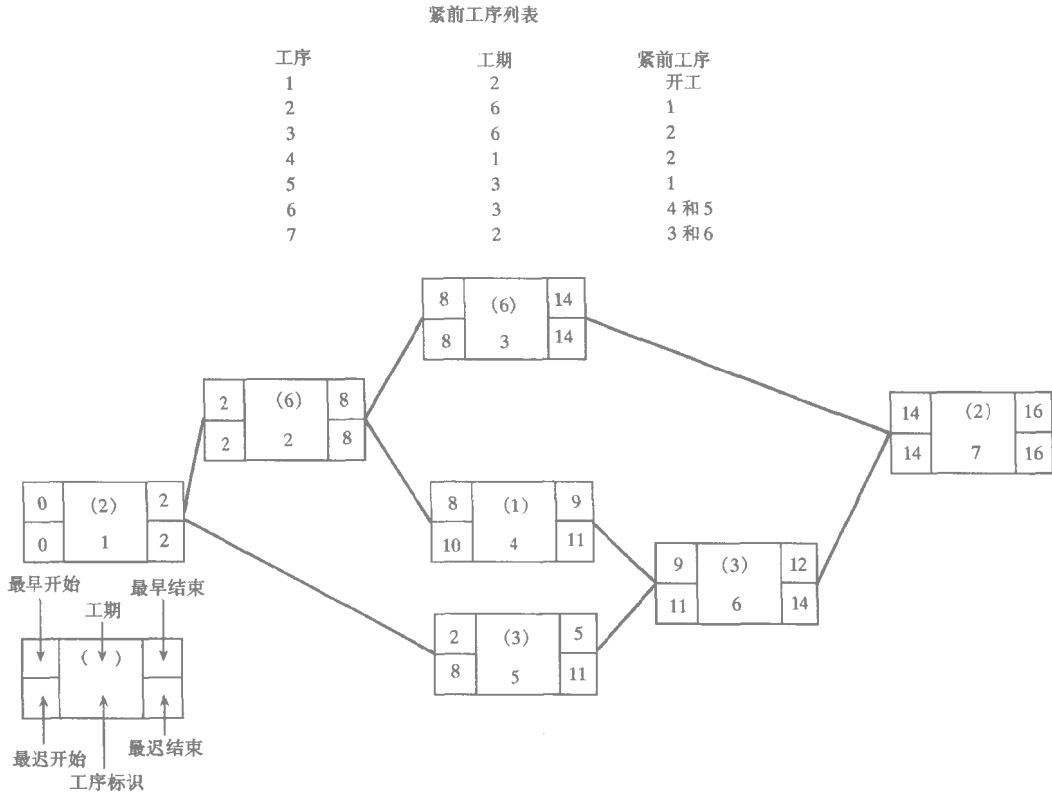 紧前工序列表
工序 工期 紧前工序
1 2 开工
2 6 1
3 6 2
4 1 2
5 3 1
6 3 4 和 5
7 2 3 和 6
8 (6) 14
8 3 14
2 (6) 8
2 2 8
14 (2) 16
14 7 16
0 (2) 2
0 1 2
8 (1) 9
10 4 11
9 (3) 12
11 6 14
2 (3) 5
8 5 11
最早开始 最早结束
工期
( )
最迟开始 最迟结束
工序标识